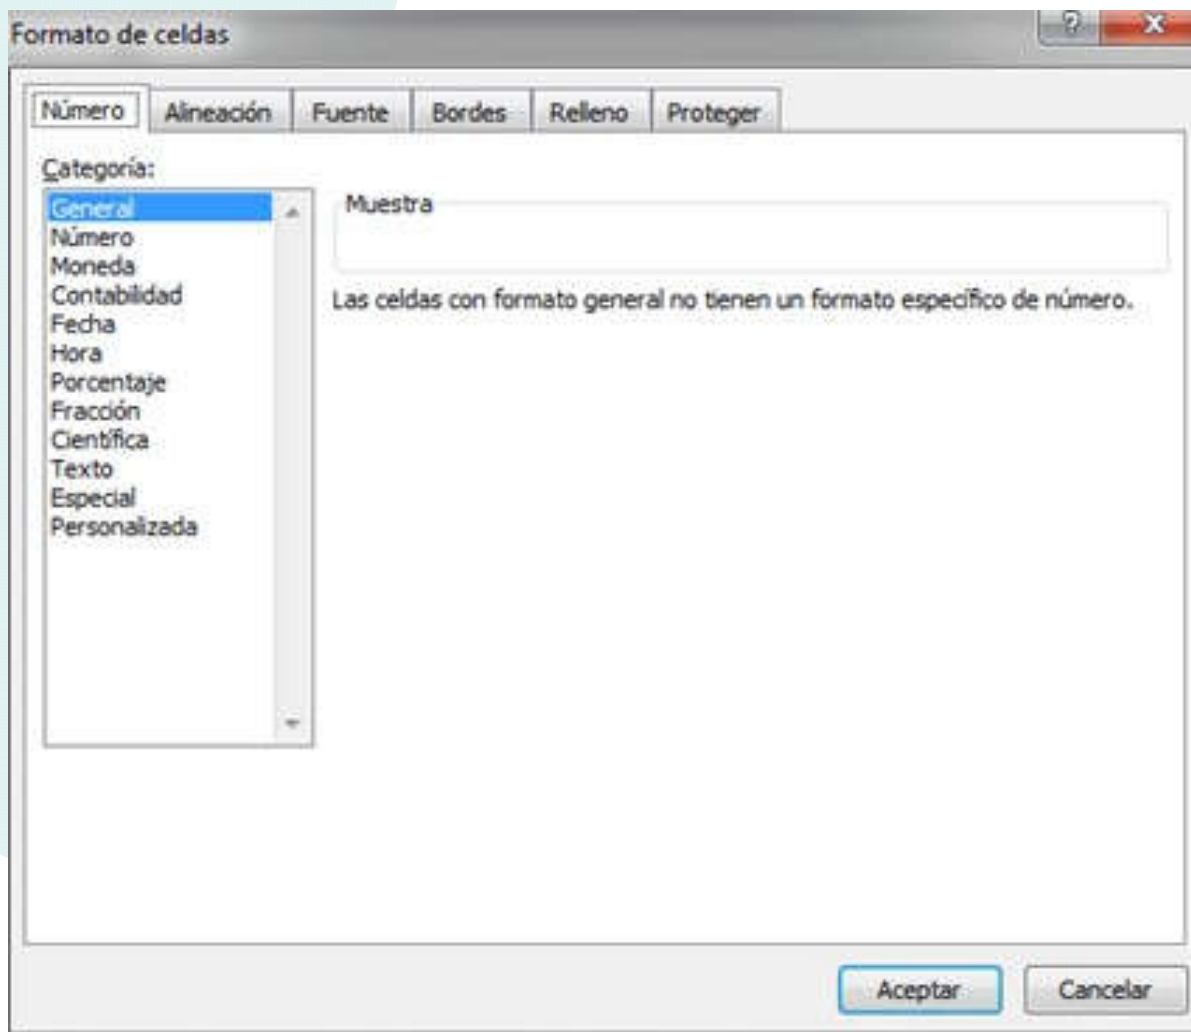 Formato de celdas
?
X
Número Alineación Fuente Bordes Relleno Proteger
Categoría:
General
Número
Moneda
Contabilidad
Fecha
Hora
Porcentaje
Fracción
Científica
Texto
Especial
Personalizada
Muestra
Las celdas con formato general no tienen un formato específico de número.
Aceptar Cancelar